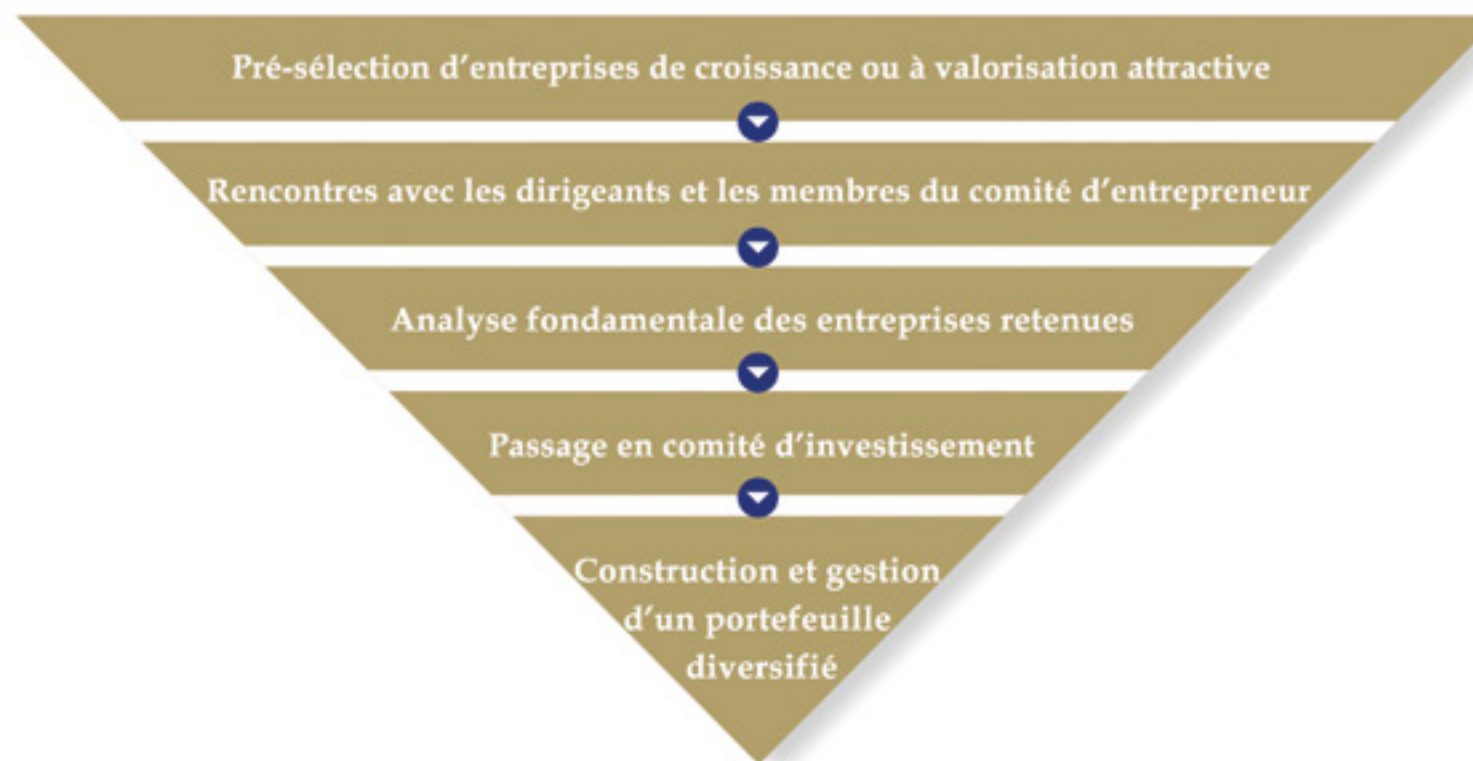 Pré-sélection d’entreprises de croissance ou à valorisation attractive
Rencontres avec les dirigeants et les membres du comité d’entrepreneur
Analyse fondamentale des entreprises retenues
Passage en comité d’investissement
Construction et gestion
d’un portefeuille
diversifié